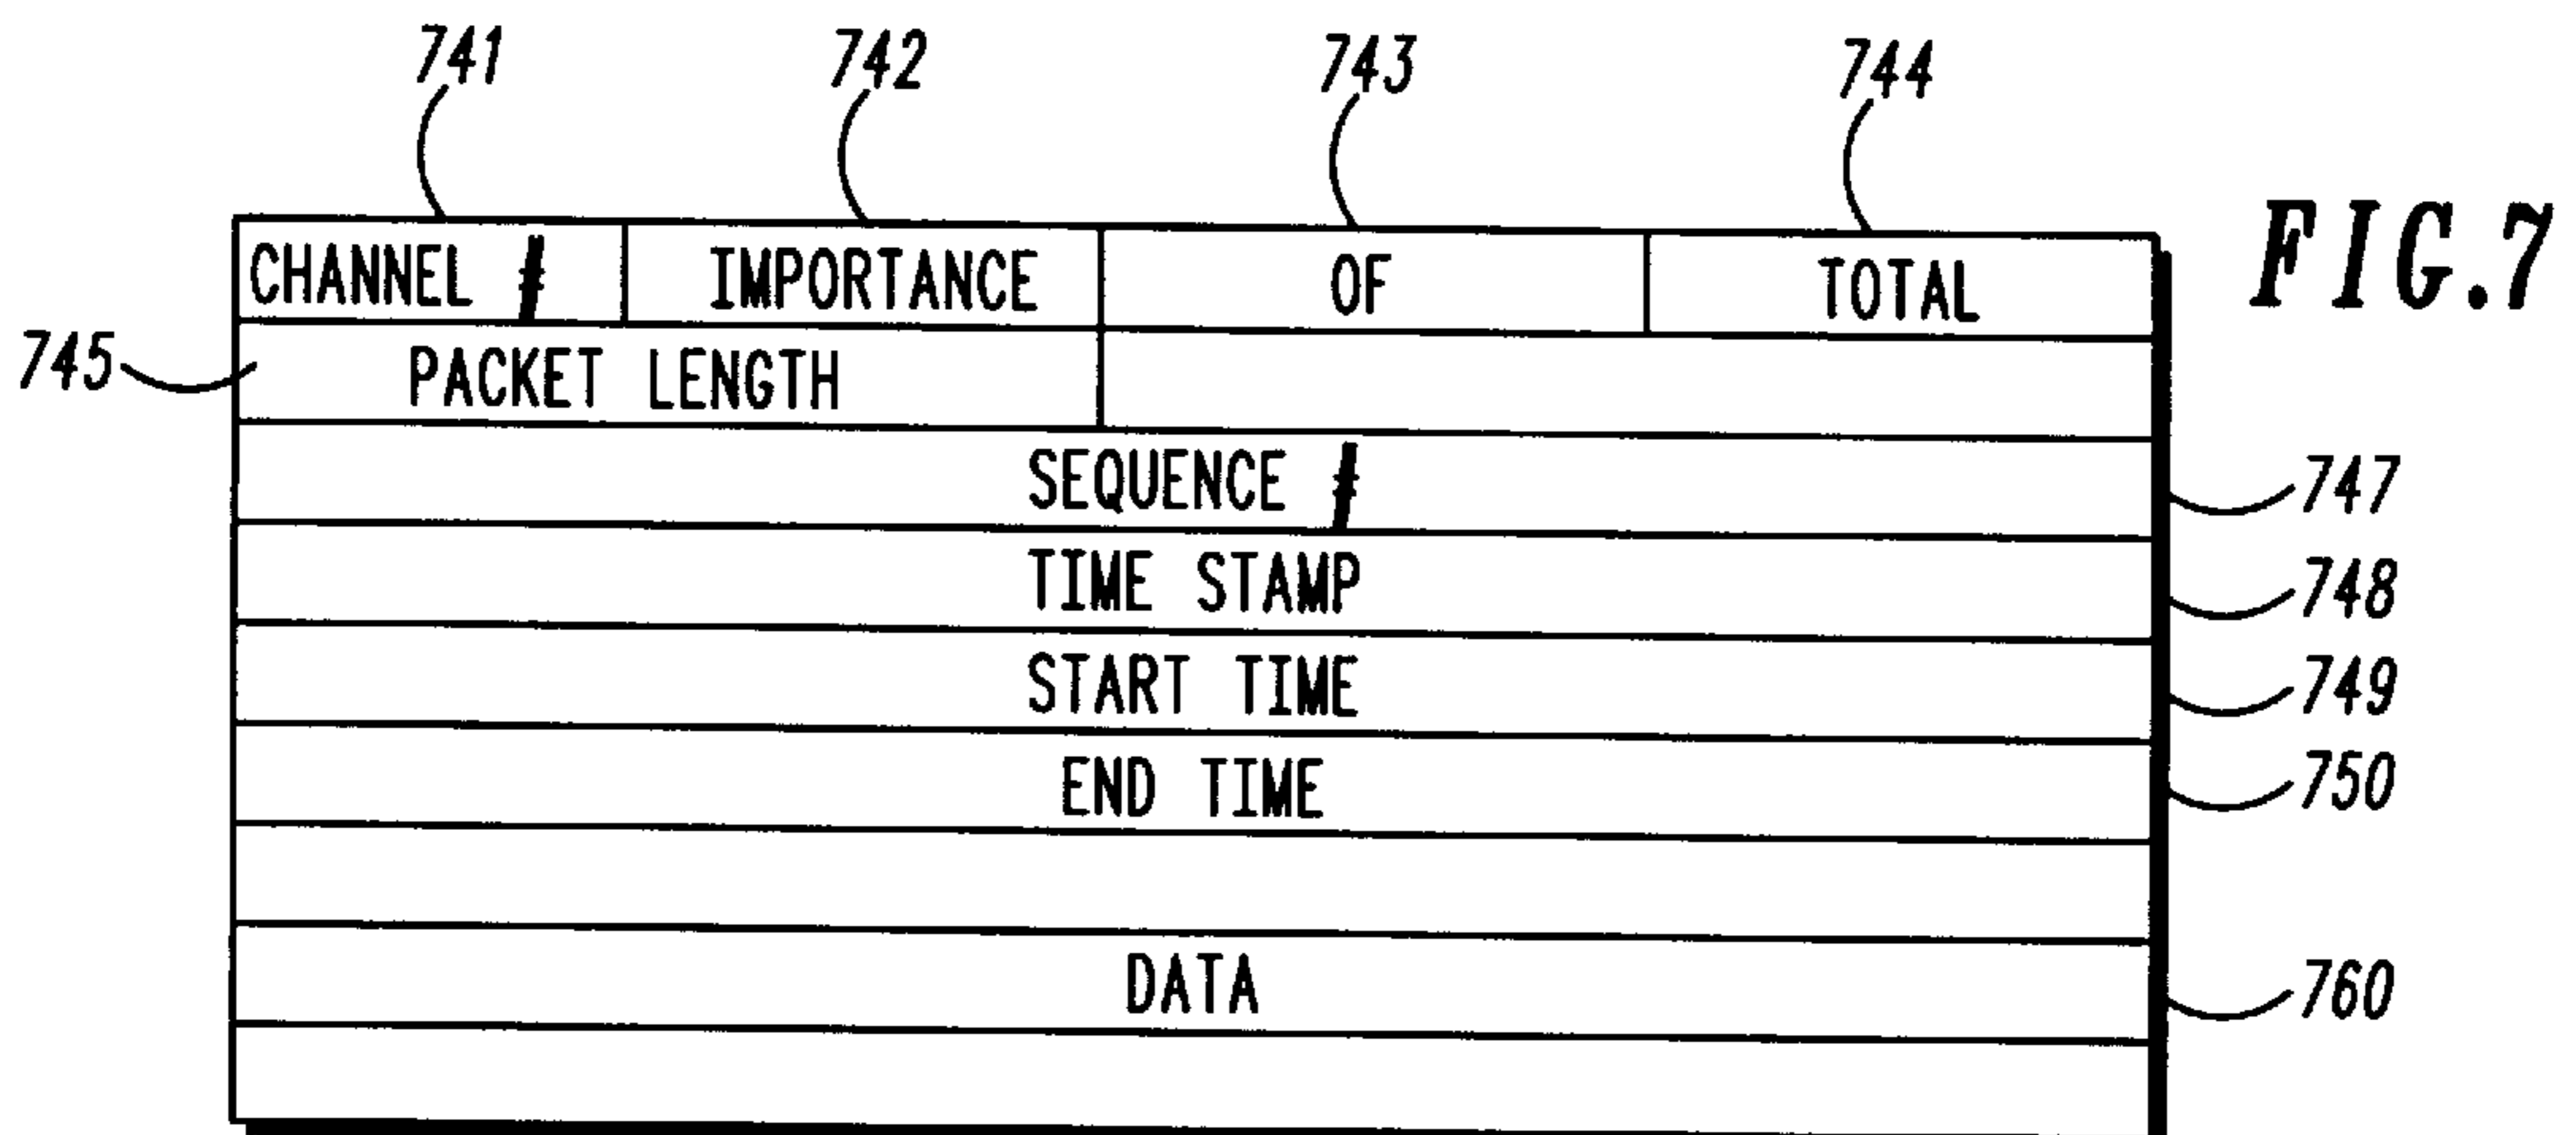 741 742 743 744
CHANNEL # IMPORTANCE OF TOTAL FIG.7
745 PACKET LENGTH
SEQUENCE # 747
TIME STAMP 748
START TIME 749
END TIME 750
DATA 760